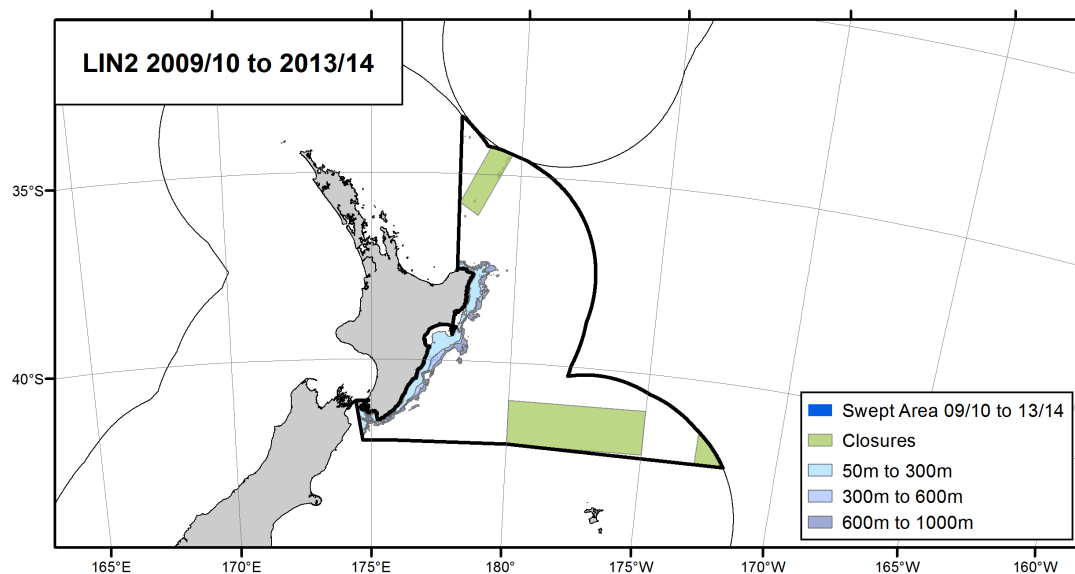 LIN2 2009/10 to 2013/14
35°S
40°S
Swept Area 09/10 to 13/14
Closures
50m to 300m
300m to 600m
600m to 1000m
165°E
170°E
175°E
180°
175°W
170°W
165°W
160°W